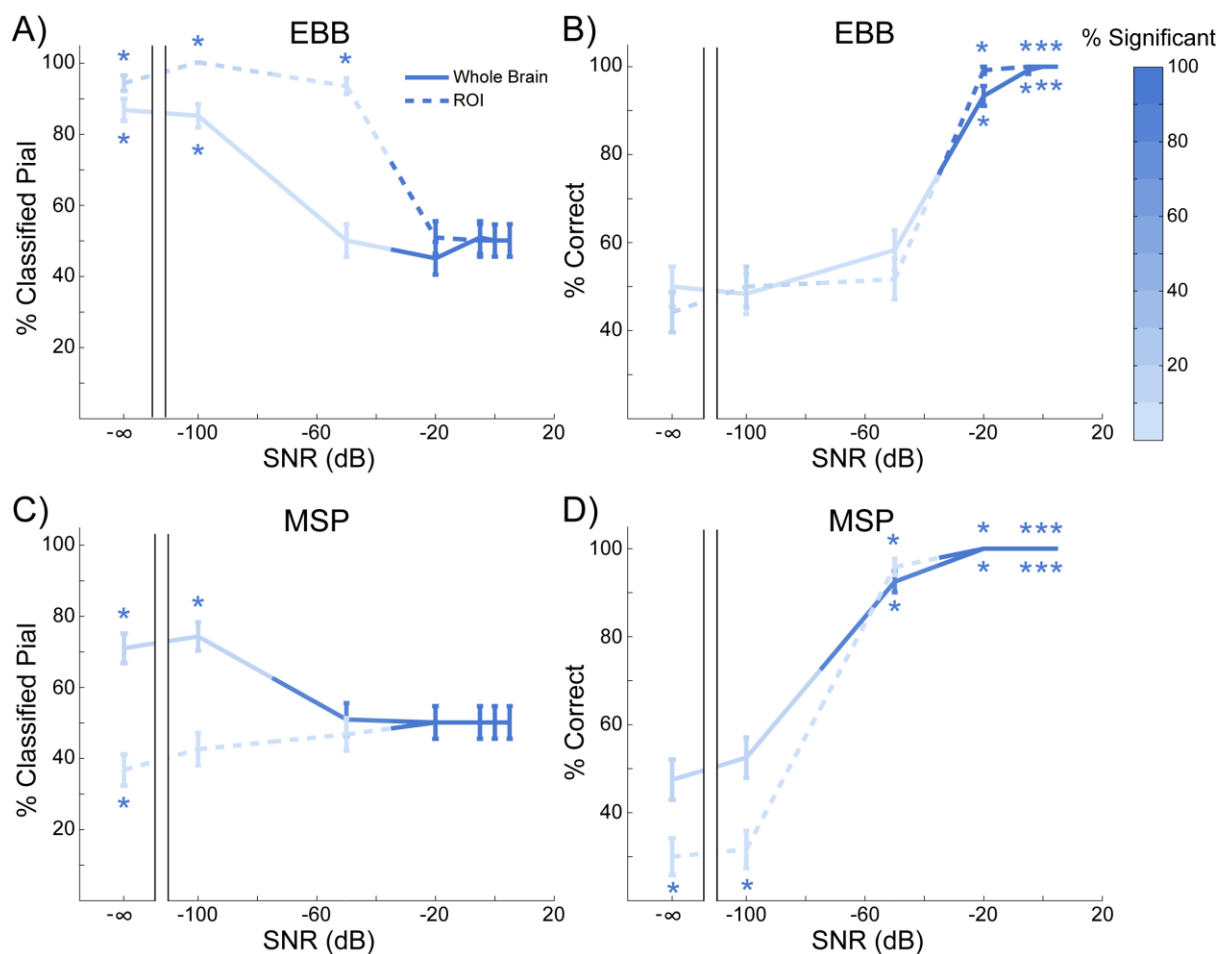 A)
EBB
% Classified Pial
100
80
60
40
20
* * *
* *
Whole Brain
ROI
-∞ -100 -60 -20 20
SNR (dB)
B)
EBB
% Correct
100
80
60
40
* ***
* * **
-∞ -100 -60 -20 20
SNR (dB)
% Significant
100
80
60
40
20
C)
MSP
% Classified Pial
100
80
60
40
20
* *
*
-∞ -100 -60 -20 20
SNR (dB)
D)
MSP
% Correct
100
80
60
40
* * ***
* * ***
* *
-∞ -100 -60 -20 20
SNR (dB)